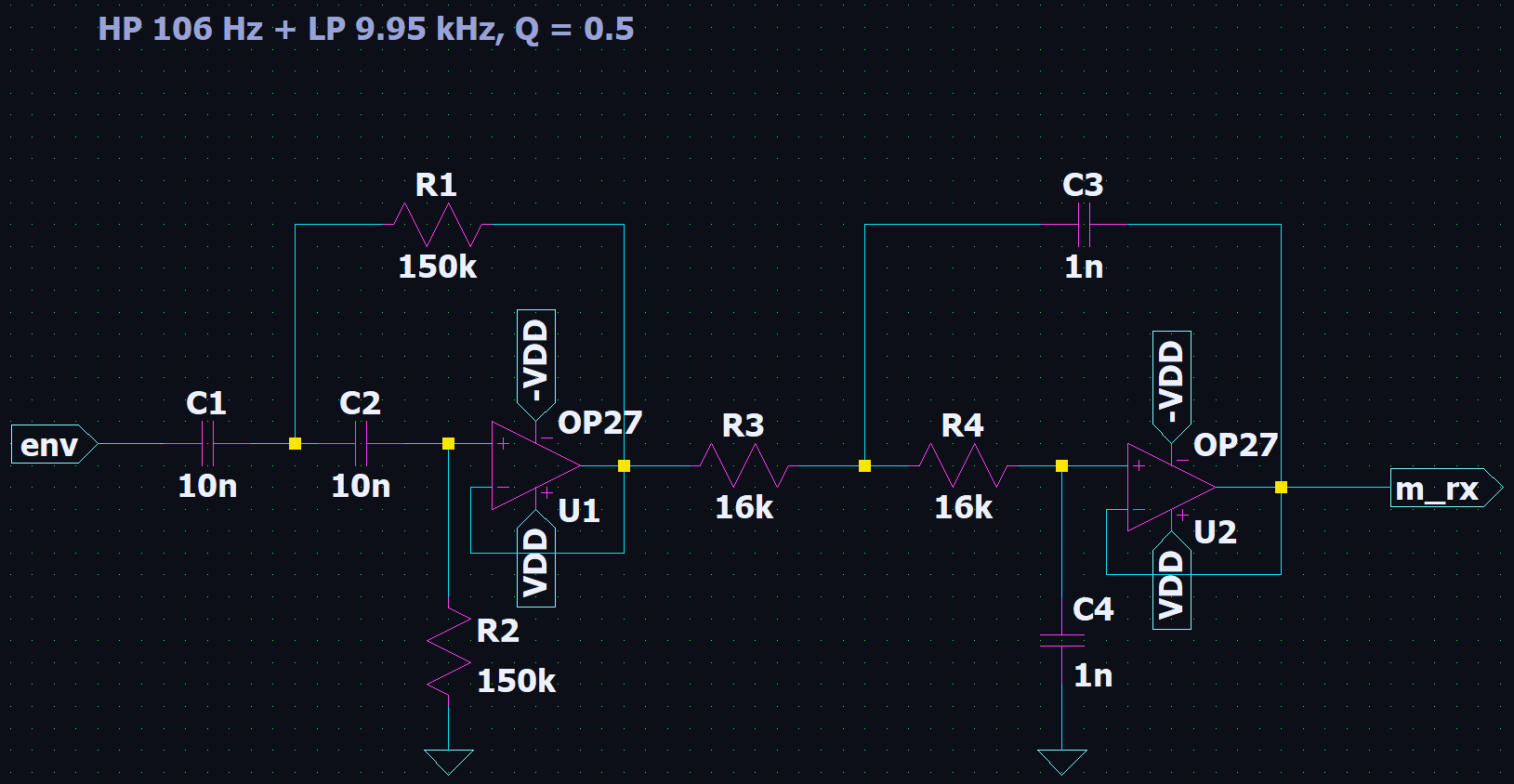 HP 106 Hz + LP 9.95 kHz, Q = 0.5
R1
150k
C3
1n
-VDD
-VDD
C1
10n
C2
10n
env
OP27
U1
VDD
R3
16k
R4
16k
OP27
U2
VDD
m_rx
R2
150k
C4
1n